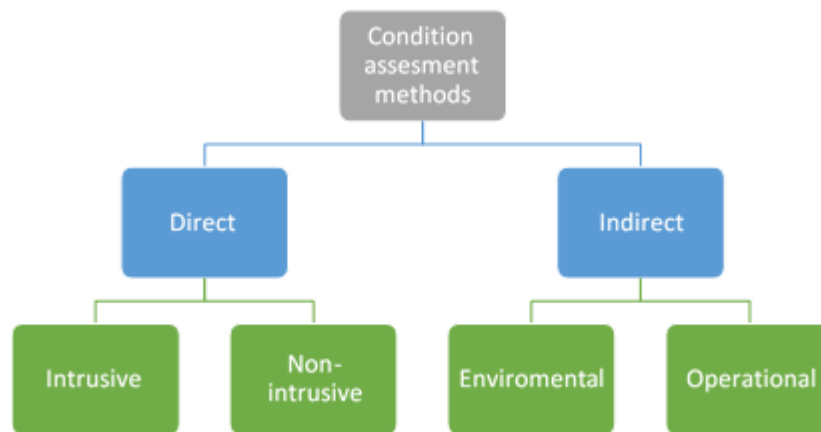 Condition
assesment
methods
Direct
Indirect
Intrusive
Non-
intrusive
Enviromental
Operational